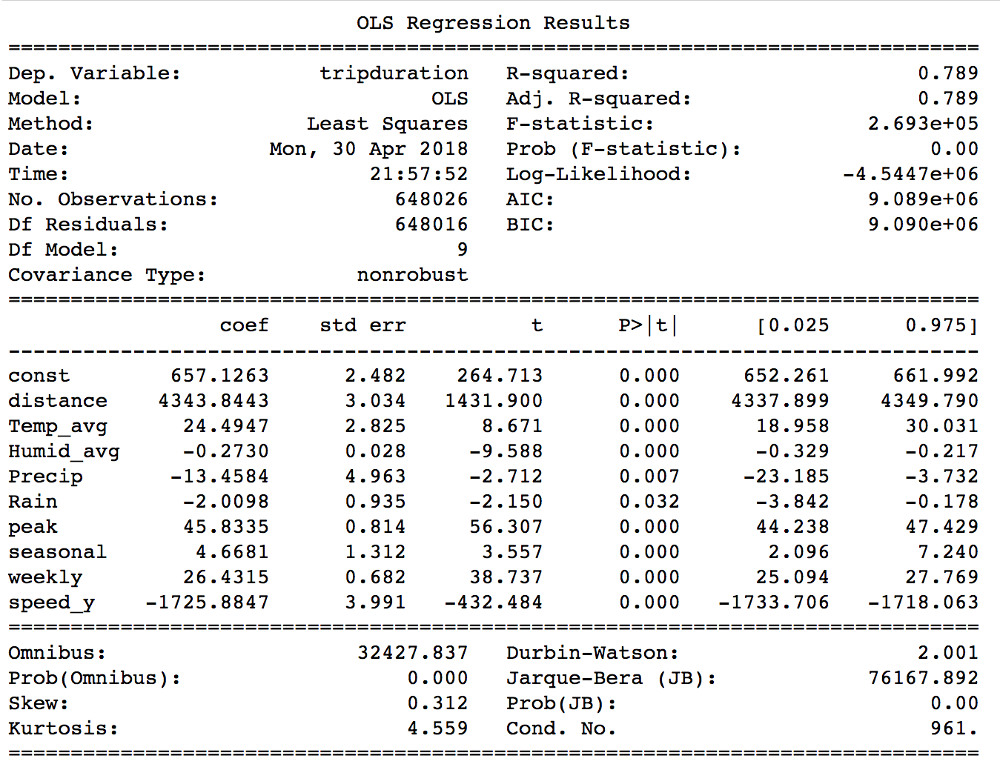 OLS Regression Results
==============================================================================
Dep. Variable: tripduration R-squared: 0.789
Model: OLS Adj. R-squared: 0.789
Method: Least Squares F-statistic: 2.693e+05
Date: Mon, 30 Apr 2018 Prob (F-statistic): 0.00
Time: 21:57:52 Log-Likelihood: -4.5447e+06
No. Observations: 648026 AIC: 9.089e+06
Df Residuals: 648016 BIC: 9.090e+06
Df Model: 9
Covariance Type: nonrobust
==============================================================================
coef std err t P>|t| [0.025 0.975]
------------------------------------------------------------------------------
const 657.1263 2.482 264.713 0.000 652.261 661.992
distance 4343.8443 3.034 1431.900 0.000 4337.899 4349.790
Temp_avg 24.4947 2.825 8.671 0.000 18.958 30.031
Humid_avg -0.2730 0.028 -9.588 0.000 -0.329 -0.217
Precip -13.4584 4.963 -2.712 0.007 -23.185 -3.732
Rain -2.0098 0.935 -2.150 0.032 -3.842 -0.178
peak 45.8335 0.814 56.307 0.000 44.238 47.429
seasonal 4.6681 1.312 3.557 0.000 2.096 7.240
weekly 26.4315 0.682 38.737 0.000 25.094 27.769
speed_y -1725.8847 3.991 -432.484 0.000 -1733.706 -1718.063
==============================================================================
Omnibus: 32427.837 Durbin-Watson: 2.001
Prob(Omnibus): 0.000 Jarque-Bera (JB): 76167.892
Skew: 0.312 Prob(JB): 0.00
Kurtosis: 4.559 Cond. No. 961.
==============================================================================